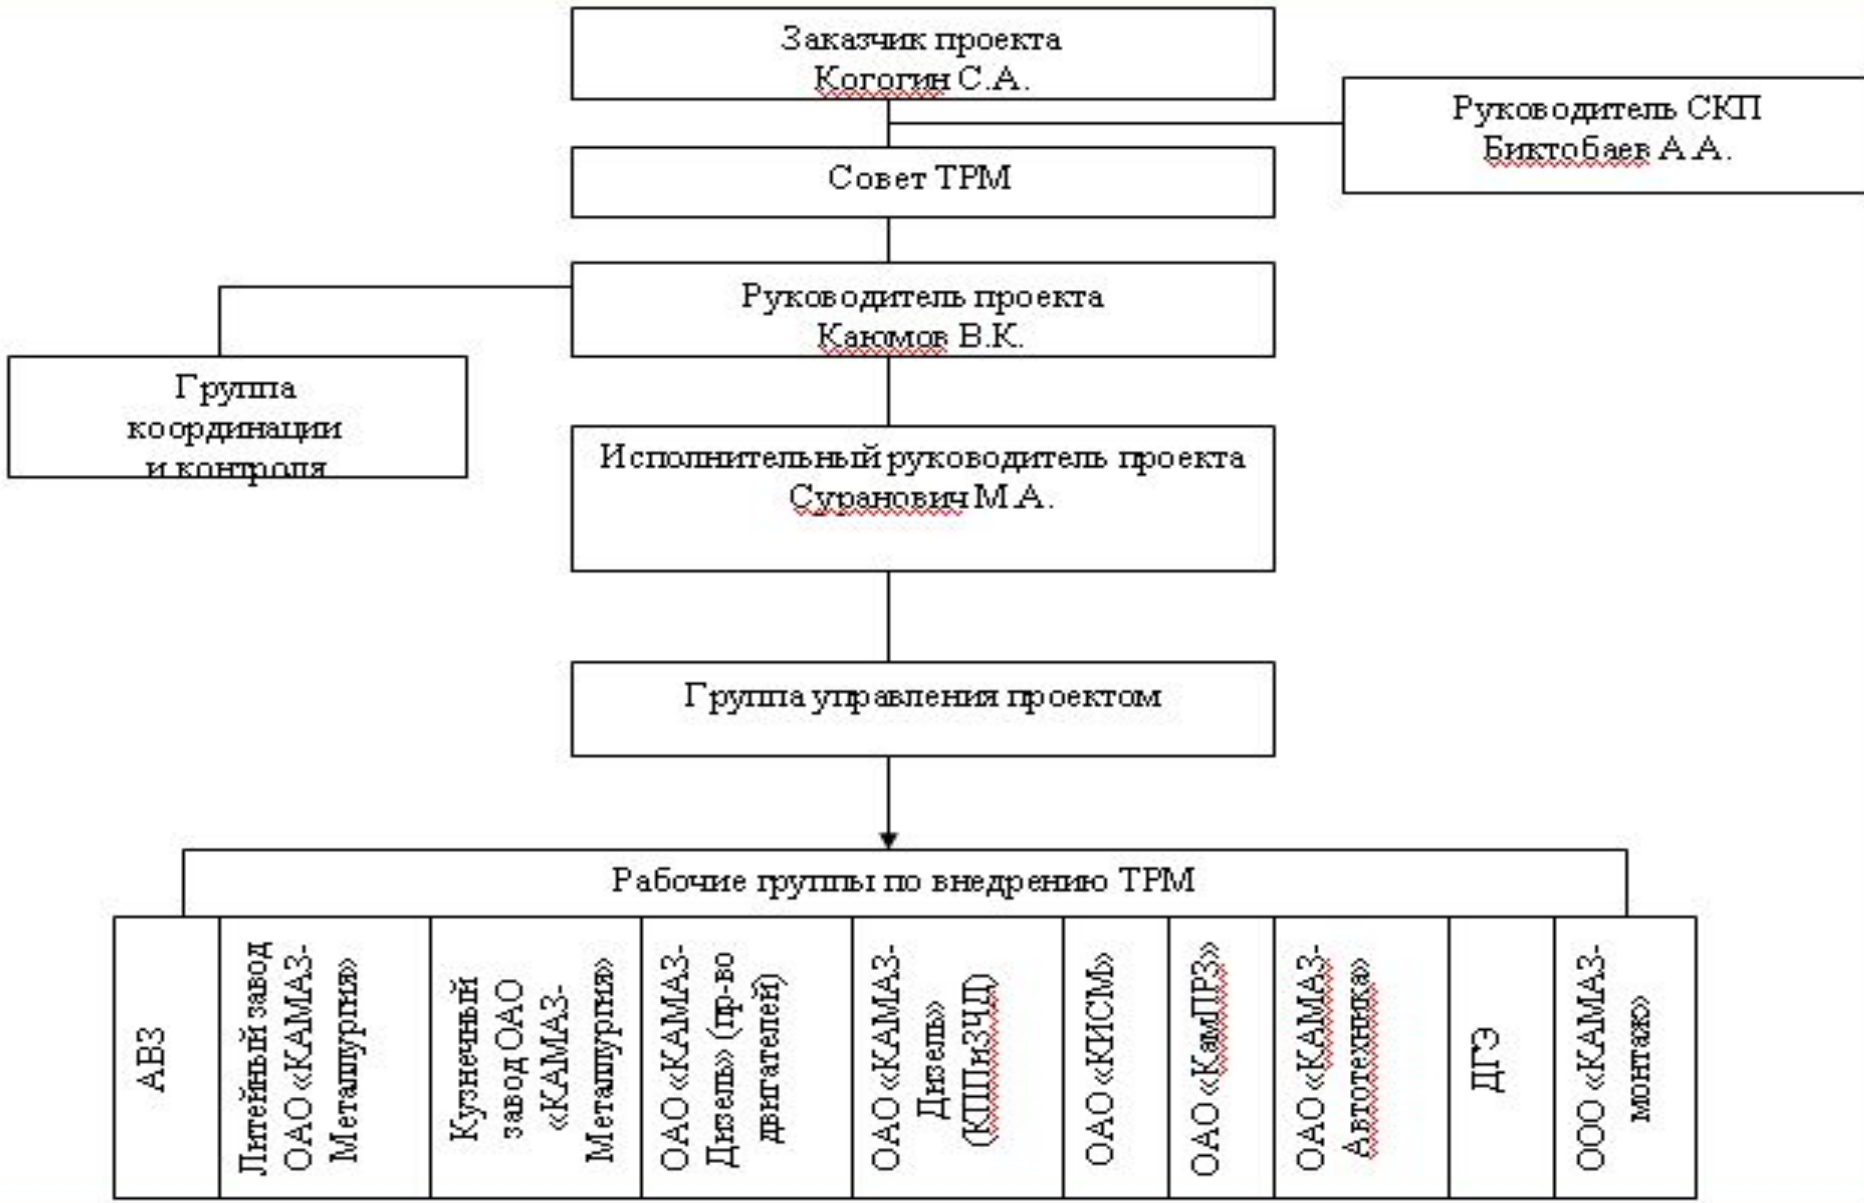 Заказчик проекта
Когогин С.А.
Руководитель СКП
Биктобаев А.А.
Совет ТРМ
Руководитель проекта
Каюмов В.К.
Группа
координации
и контроля
Исполнительный руководитель проекта
Суранович М.А.
Группа управления проектом
Рабочие группы по внедрению ТРМ
АВЗ
Литейный завод
ОАО «КАМАЗ-
Металлургия»
Кузнечный
завод ОАО
«КАМАЗ-
Металлургия»
ОАО «КАМАЗ-
Дизель» (пр-во
двигателей)
ОАО «КАМАЗ-
Дизель»
(КППиЗЧД)
ОАО «КИСМ»
ОАО «КамПРЗ»
ОАО «КАМАЗ-
Автотехника»
ДГЭ
ООО «КАМАЗ-
монтаж»